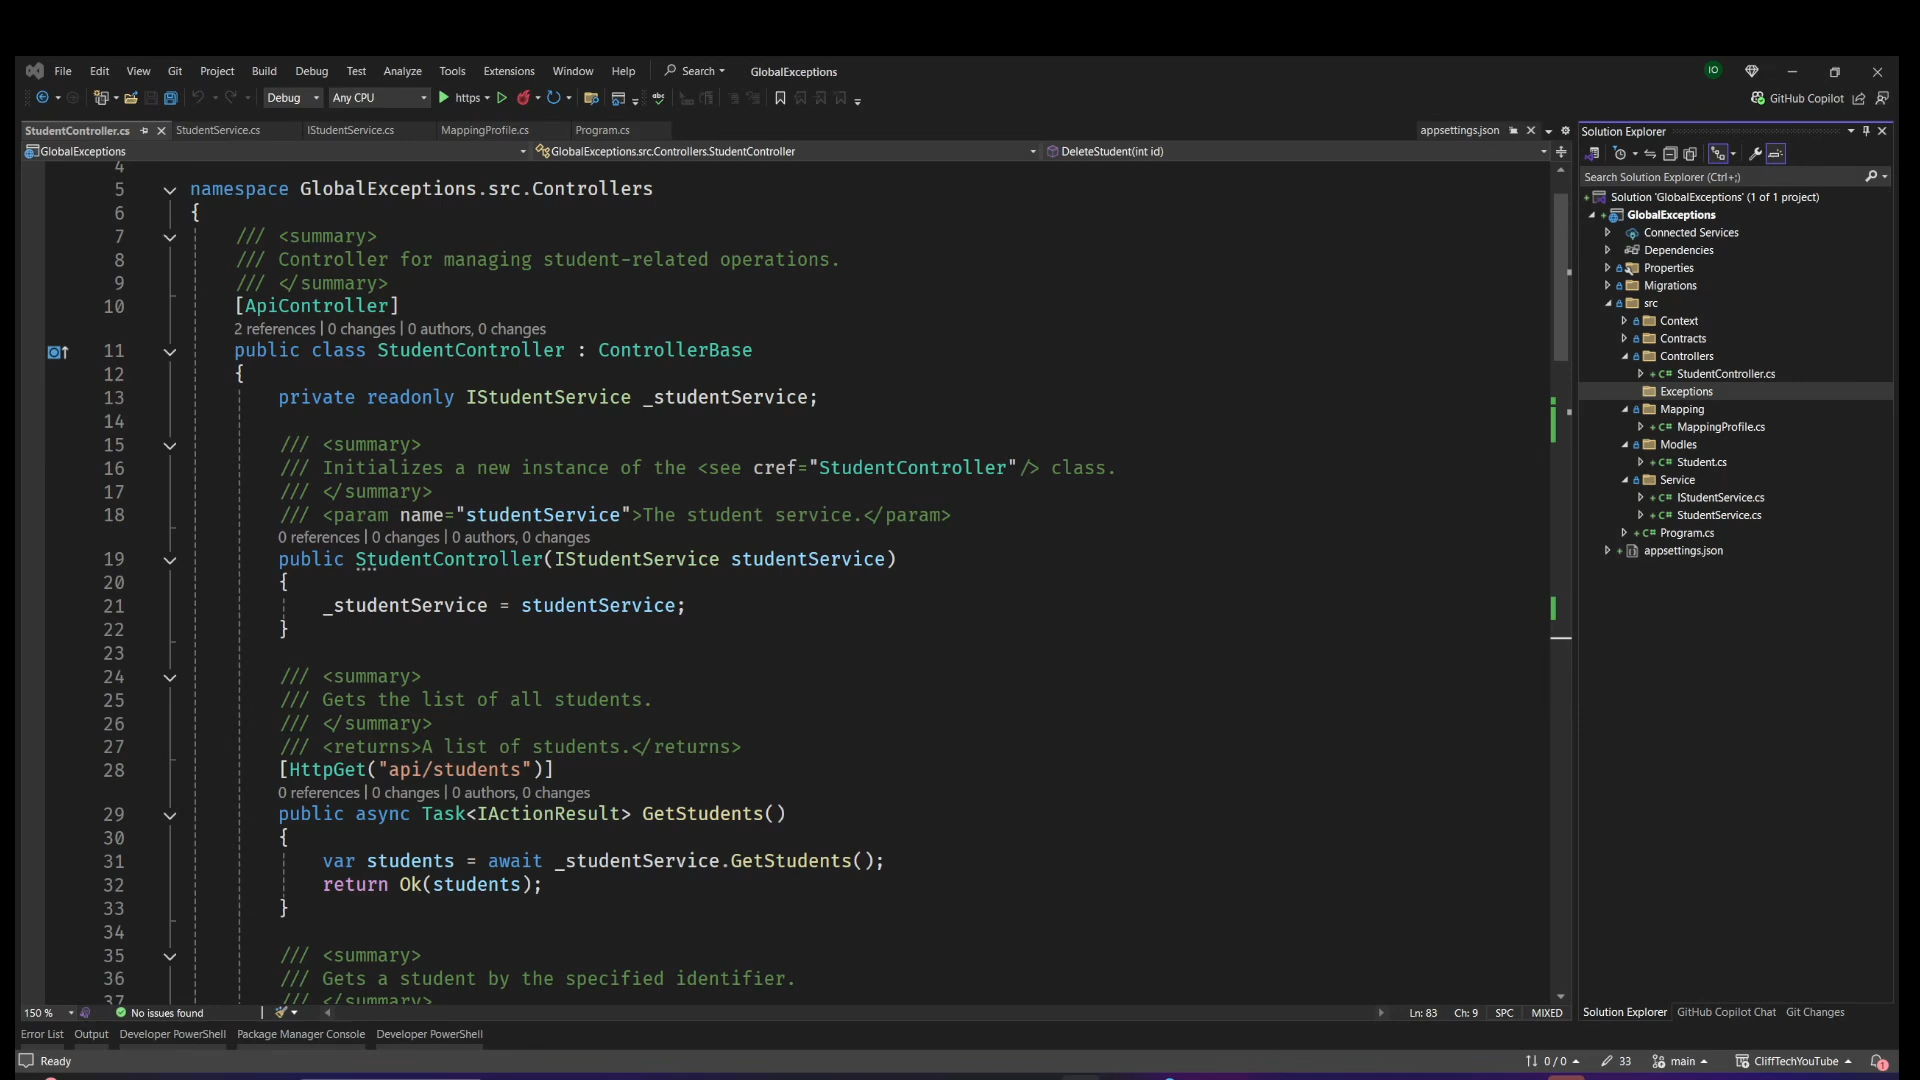 File Edit View Git Project Build Debug Test Analyze Tools Extensions Window Help Search GlobalExceptions IO
Debug Any CPU https GitHub Copilot
StudentController.cs StudentService.cs IStudentService.cs MappingProfile.cs Program.cs appsettings.json
GlobalExceptions GlobalExceptions.src.Controllers.StudentController DeleteStudent(int id)
4
5 namespace GlobalExceptions.src.Controllers
6 {
7 /// <summary>
8 /// Controller for managing student-related operations.
9 /// </summary>
10 [ApiController]
2 references | 0 changes | 0 authors, 0 changes
11 public class StudentController : ControllerBase
12 {
13 private readonly IStudentService _studentService;
14
15 /// <summary>
16 /// Initializes a new instance of the <see cref="StudentController"/> class.
17 /// </summary>
18 /// <param name="studentService">The student service.</param>
0 references | 0 changes | 0 authors, 0 changes
19 public StudentController(IStudentService studentService)
20 {
21 _studentService = studentService;
22 }
23
24 /// <summary>
25 /// Gets the list of all students.
26 /// </summary>
27 /// <returns>A list of students.</returns>
28 [HttpGet("api/students")]
0 references | 0 changes | 0 authors, 0 changes
29 public async Task<IActionResult> GetStudents()
30 {
31 var students = await _studentService.GetStudents();
32 return Ok(students);
33 }
34
35 /// <summary>
36 /// Gets a student by the specified identifier.
37 /// </summary>
150 % No issues found Ln: 83 Ch: 9 SPC MIXED
Solution Explorer
Search Solution Explorer (Ctrl+;)
Solution 'GlobalExceptions' (1 of 1 project)
GlobalExceptions
Connected Services
Dependencies
Properties
Migrations
src
Context
Contracts
Controllers
C# StudentController.cs
Exceptions
Mapping
C# MappingProfile.cs
Modles
C# Student.cs
Service
C# IStudentService.cs
C# StudentService.cs
C# Program.cs
appsettings.json
Solution Explorer GitHub Copilot Chat Git Changes
Error List Output Developer PowerShell Package Manager Console Developer PowerShell
Ready 0 / 0 33 main CliffTechYouTube 1